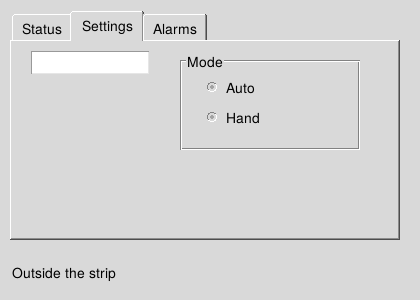 Status
Settings
Alarms
Mode
Auto
Hand
Outside the strip